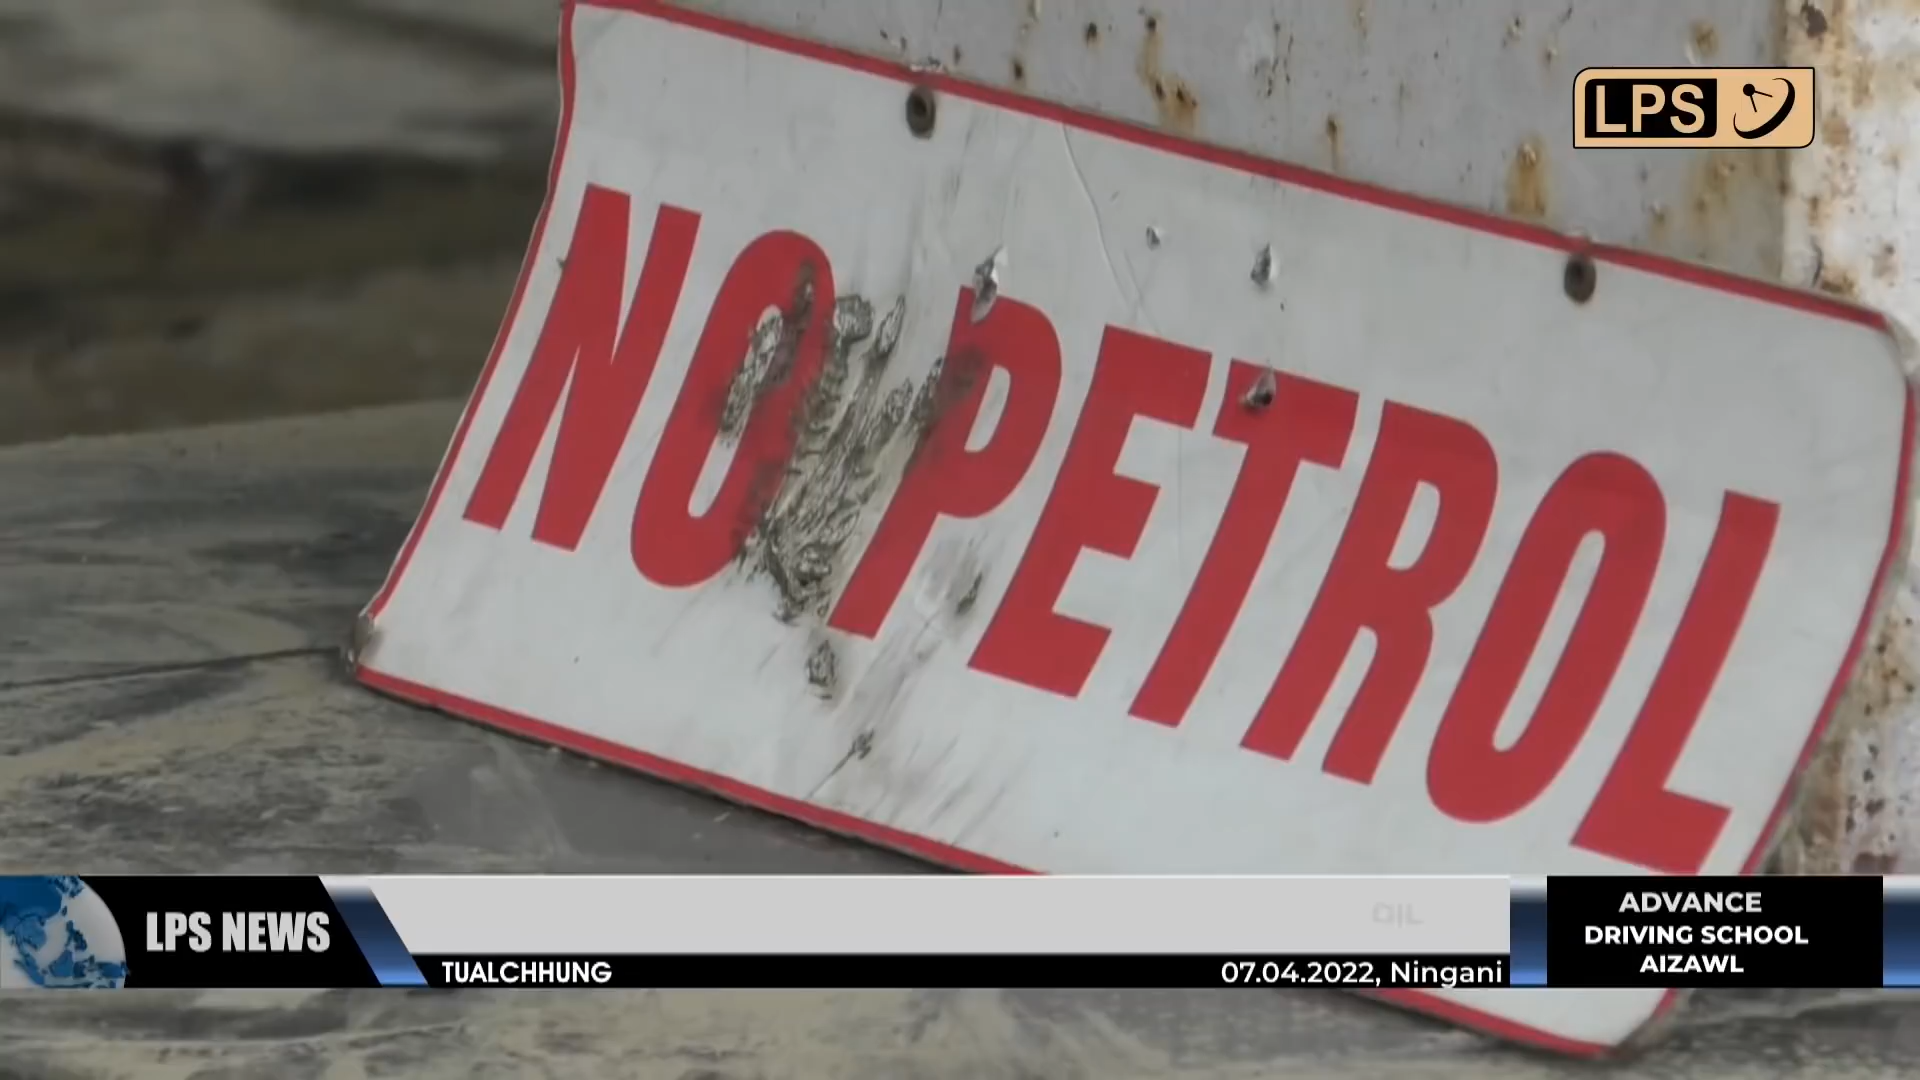 LPS
NO PETROL
LPS NEWS
TUALCHHUNG
07.04.2022, Ningani
ADVANCE
DRIVING SCHOOL
AIZAWL